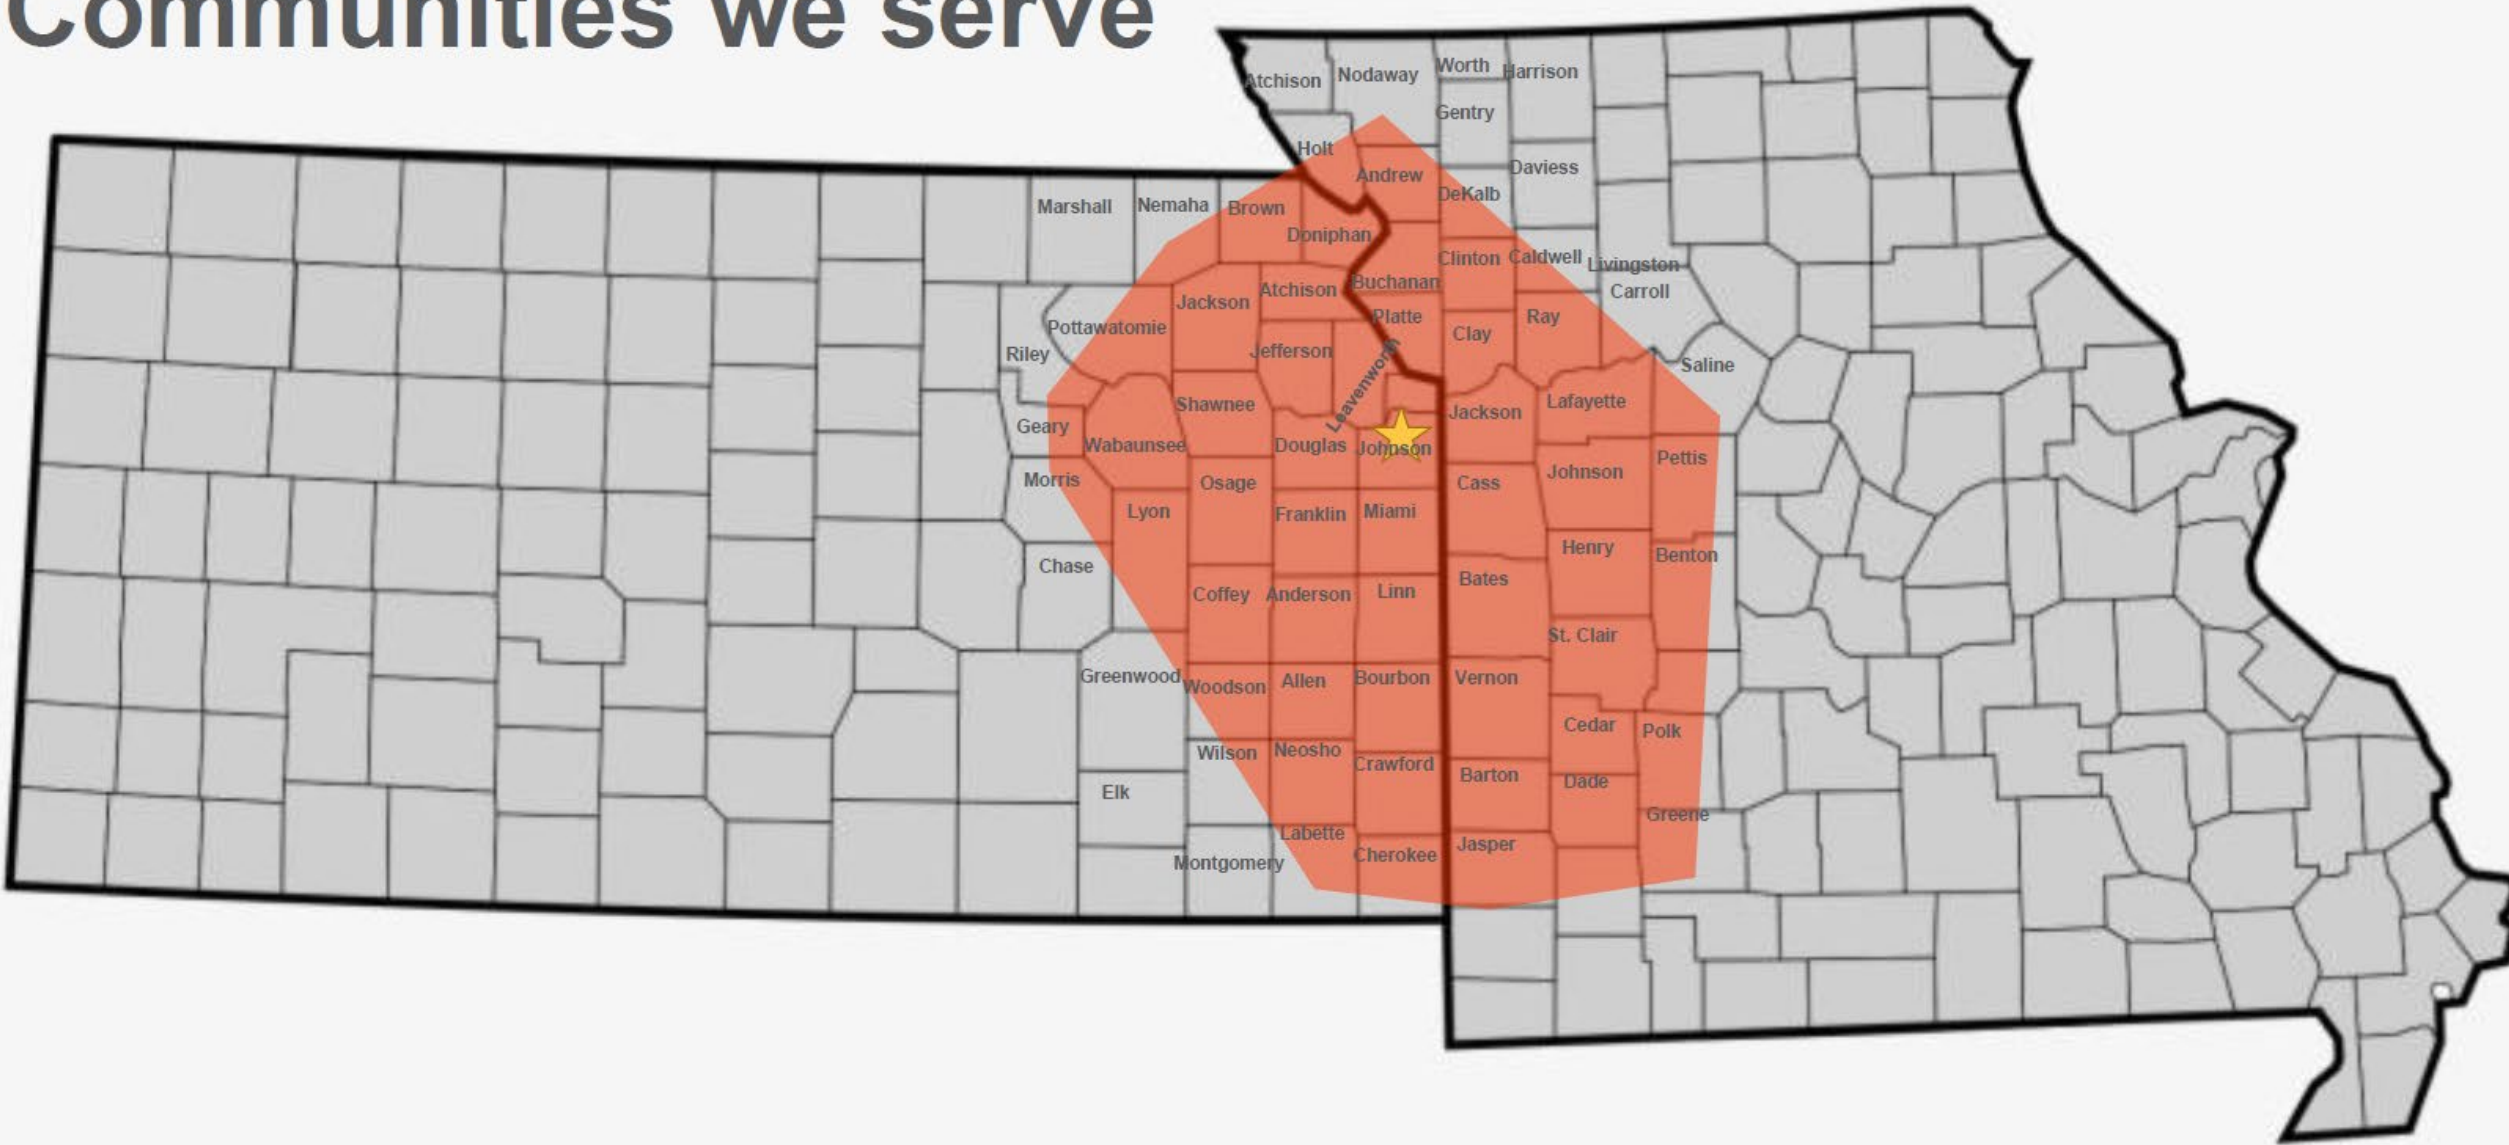 Communities we serve
Atchison
Nodaway
Worth
Harrison
Gentry
Holt
Andrew
Daviess
DeKalb
Marshall
Nemaha
Brown
Doniphan
Clinton
Caldwell
Livingston
Buchanan
Carroll
Jackson
Atchison
Platte
Ray
Pottawatomie
Clay
Riley
Jefferson
Leavenworth
Saline
Shawnee
Jackson
Lafayette
Geary
Wabaunsee
Douglas
Johnson
Pettis
Morris
Osage
Cass
Johnson
Lyon
Franklin
Miami
Henry
Benton
Chase
Coffey
Anderson
Linn
Bates
St. Clair
Greenwood
Woodson
Allen
Bourbon
Vernon
Cedar
Polk
Wilson
Neosho
Crawford
Barton
Dade
Elk
Greene
Labette
Jasper
Montgomery
Cherokee